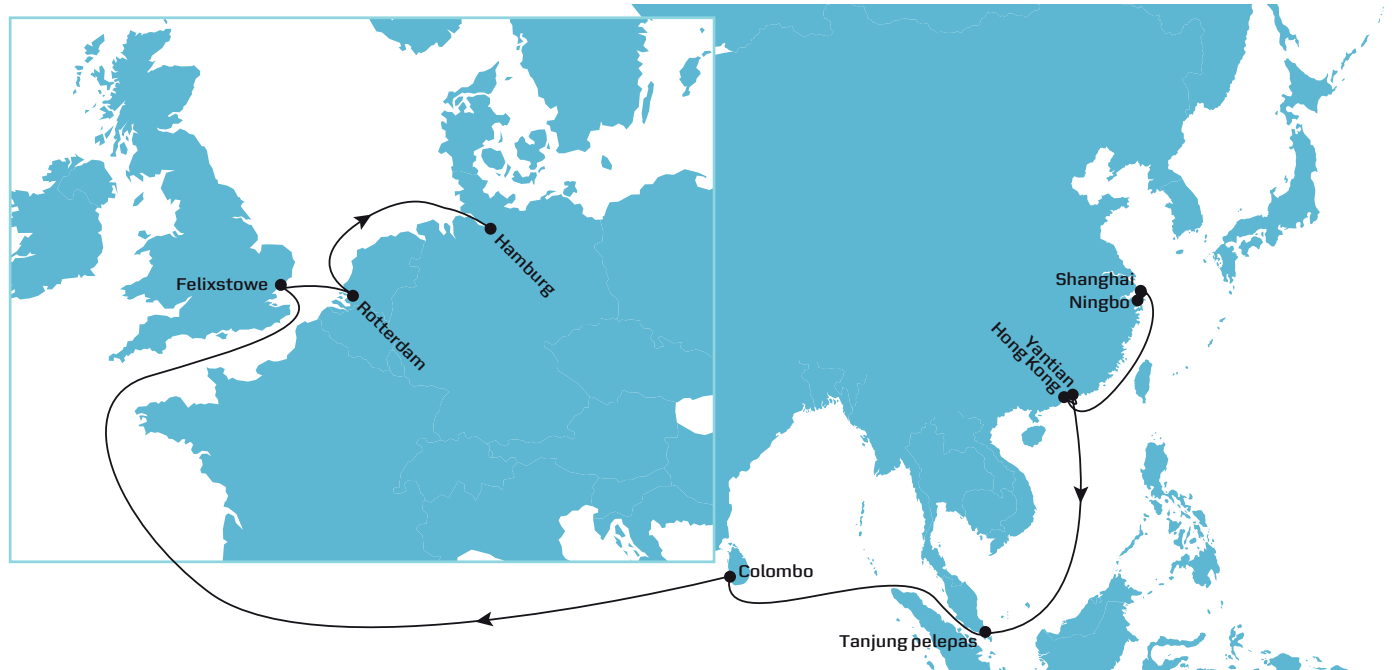 Felixstowe
Hamburg
Rotterdam
Shanghai
Ningbo
Yantian
Hong Kong
Colombo
Tanjung pelepas